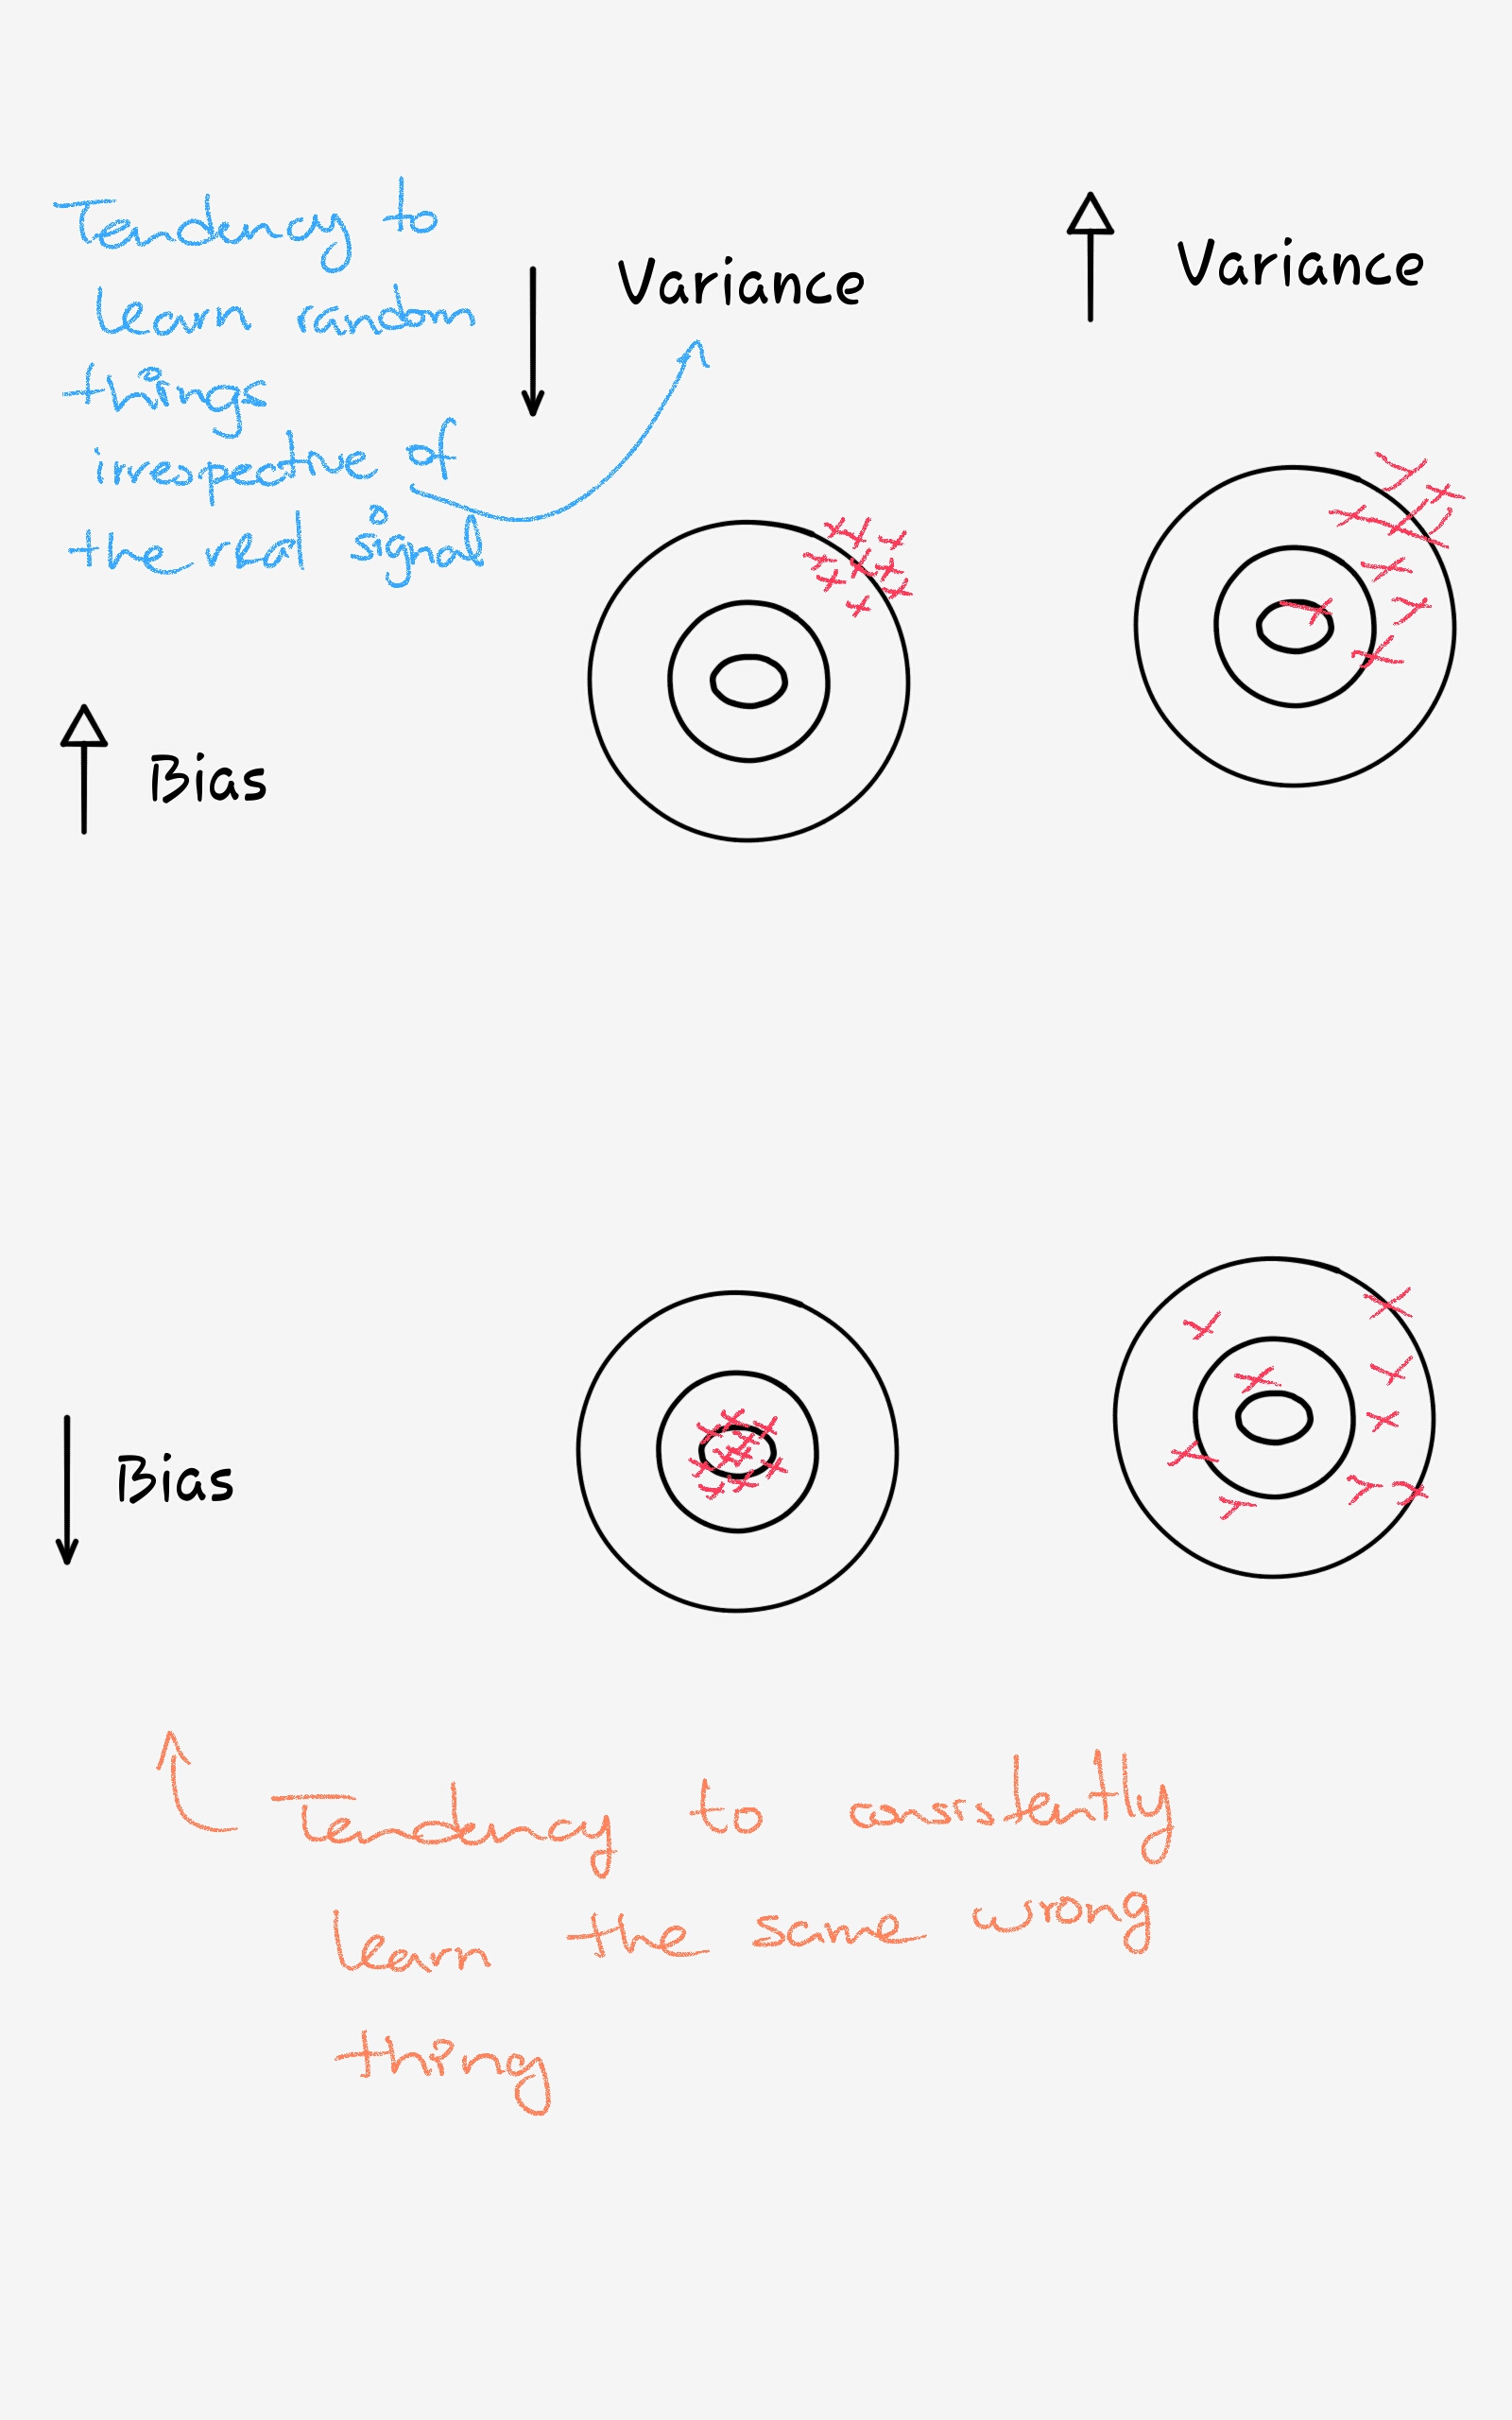 Tendency to
learn random
things
irrespective of
the real signal
Variance
Variance
Bias
Bias
Tendency to consistently
learn the same wrong
thing